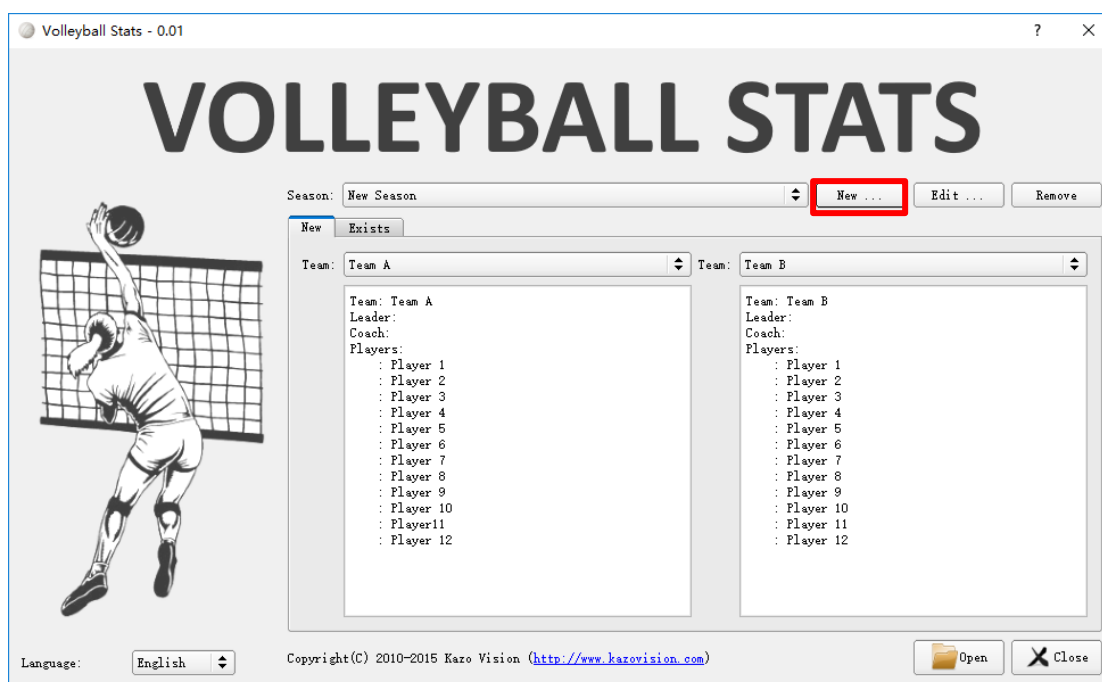 Volleyball Stats - 0.01
VOLLEYBALL STATS
Season: New Season New ... Edit ... Remove
New Exists
Team: Team A Team: Team B
Team: Team A
Leader:
Coach:
Players:
: Player 1
: Player 2
: Player 3
: Player 4
: Player 5
: Player 6
: Player 7
: Player 8
: Player 9
: Player 10
: Player11
: Player 12
Team: Team B
Leader:
Coach:
Players:
: Player 1
: Player 2
: Player 3
: Player 4
: Player 5
: Player 6
: Player 7
: Player 8
: Player 9
: Player 10
: Player 11
: Player 12
Language: English Copyright(C) 2010-2015 Kazo Vision (http://www.kazovision.com) Open Close